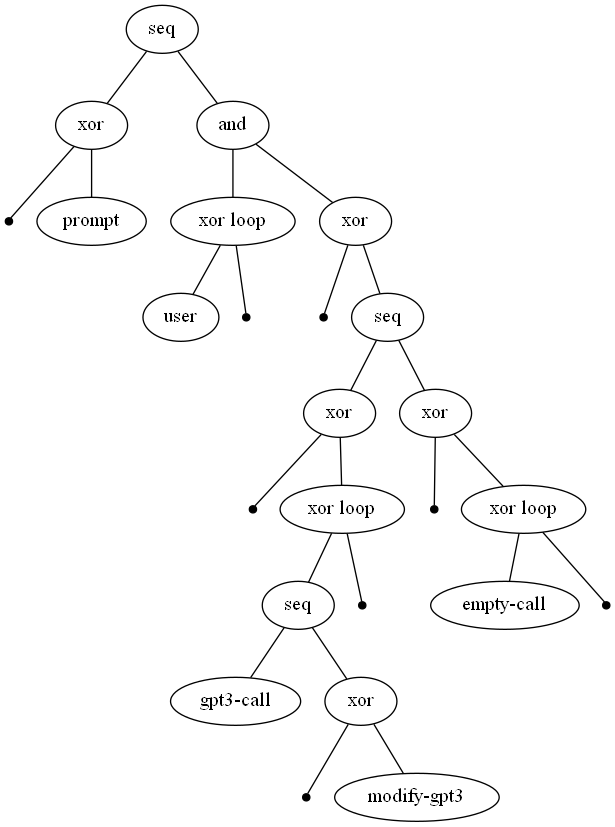 seq
xor
and
prompt
xor loop
xor
user
seq
xor
xor
xor loop
xor loop
seq
empty-call
gpt3-call
xor
modify-gpt3